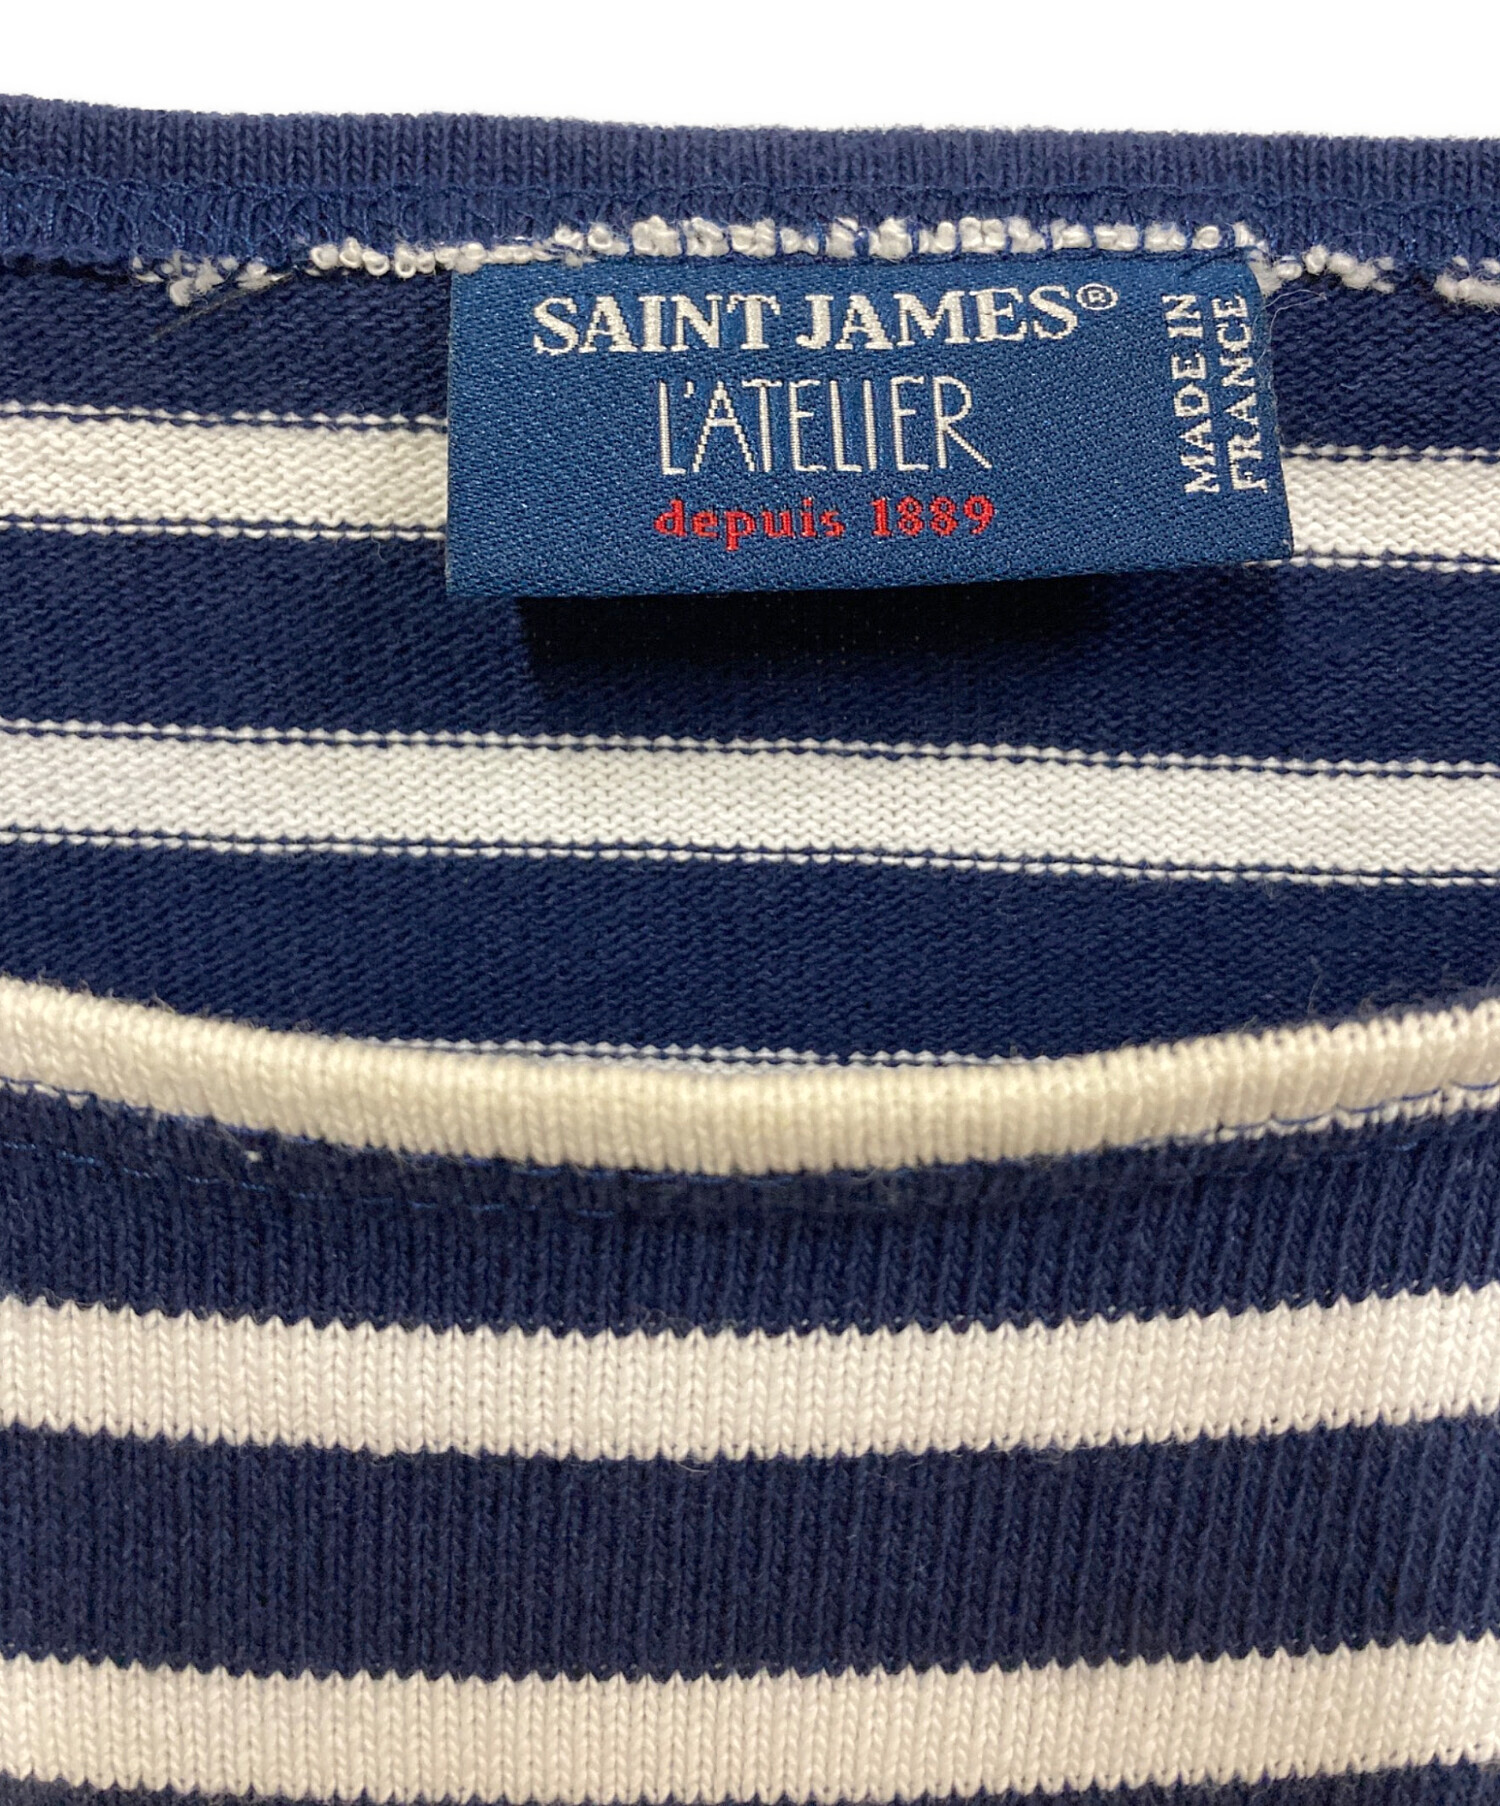 SAINT JAMES®
L'ATELIER
depuis 1889
MADE IN
FRANCE